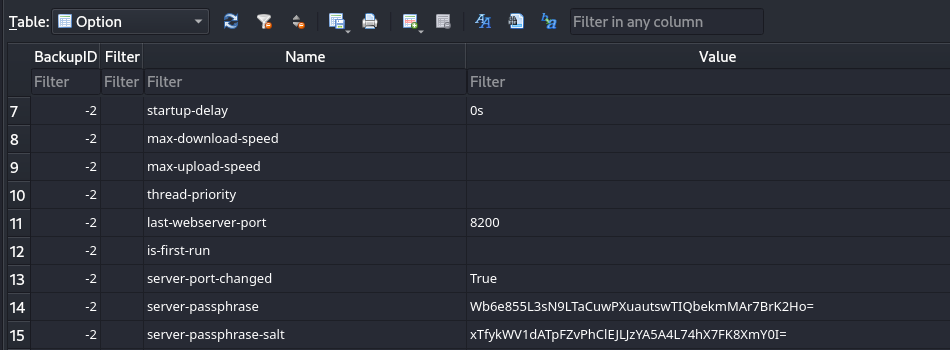 Table: Option Filter in any column
BackupID Filter Name Value
Filter Filter Filter Filter
7 -2 startup-delay 0s
8 -2 max-download-speed
9 -2 max-upload-speed
10 -2 thread-priority
11 -2 last-webserver-port 8200
12 -2 is-first-run
13 -2 server-port-changed True
14 -2 server-passphrase Wb6e855L3sN9LTaCuwPXuautswTIQbekmMAr7BrK2Ho=
15 -2 server-passphrase-salt xTfykWV1dATpFZvPhClEJLJzYA5A4L74hX7FK8XmY0I=